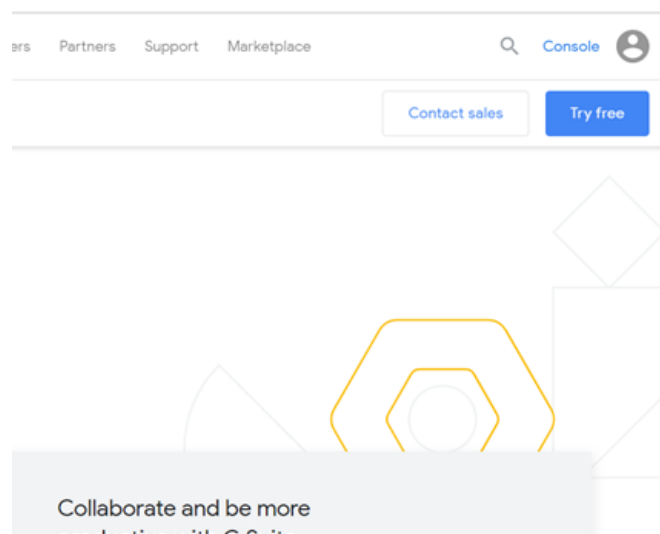 Partners Support Marketplace Console
Contact sales Try free
Collaborate and be more